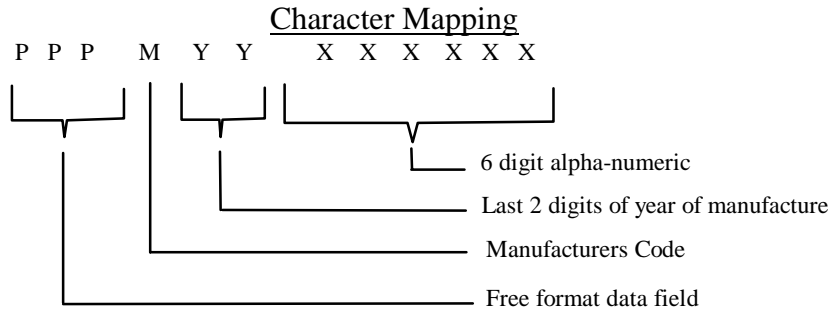 Character Mapping
P P P M Y Y X X X X X X
6 digit alpha-numeric
Last 2 digits of year of manufacture
Manufacturers Code
Free format data field